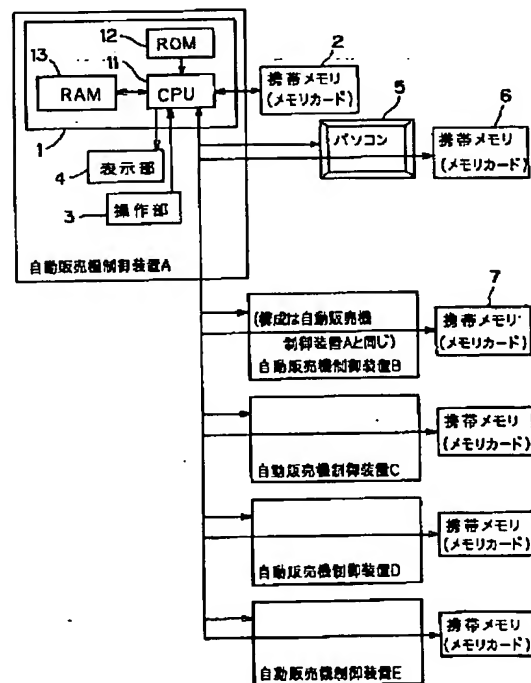 12
ROM
2
13
11
RAM
CPU
携帯メモリ
(メモリカード)
5
6
1
パソコン
携帯メモリ
(メモリカード)
4
表示部
3
操作部
自動販売機制御装置A
7
(構成は自動販売機
制御装置Aと同じ)
自動販売機制御装置B
携帯メモリ
(メモリカード)
自動販売機制御装置C
携帯メモリ
(メモリカード)
自動販売機制御装置D
携帯メモリ
(メモリカード)
自動販売機制御装置E
携帯メモリ
(メモリカード)